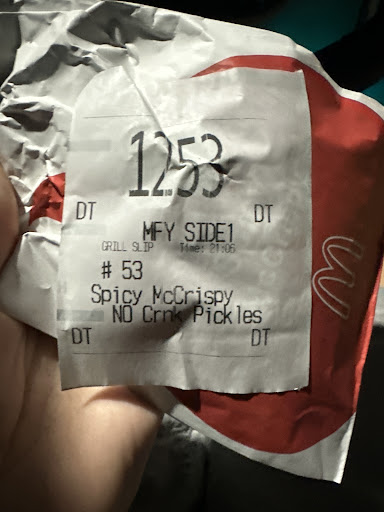 1253
DT DT
MFY SIDE1
GRILL SLIP Time: 21:06
# 53
Spicy McCrispy
NO Crnk Pickles
DT DT